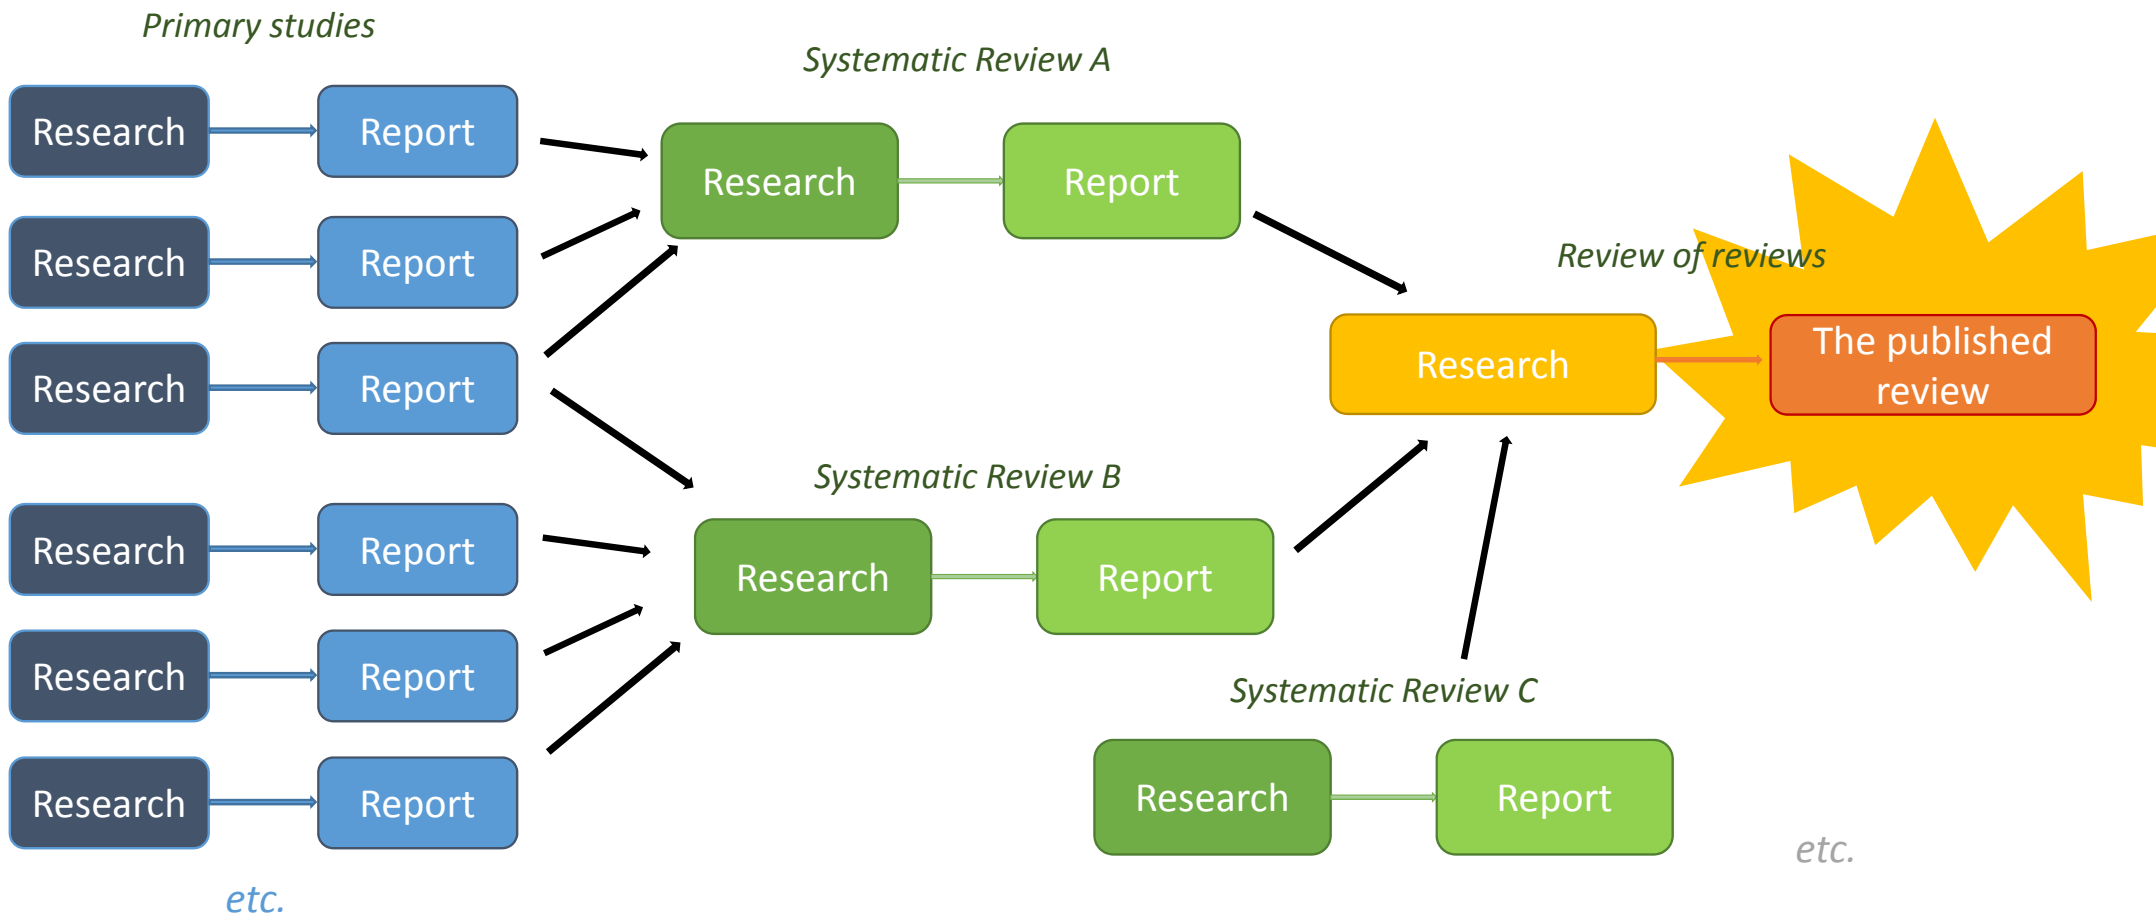 Primary studies
Research
Report
Research
Report
Research
Report
Research
Report
Research
Report
Research
Report
etc.
Systematic Review A
Research
Report
Systematic Review B
Research
Report
Systematic Review C
Research
Report
etc.
Review of reviews
Research
The published
review